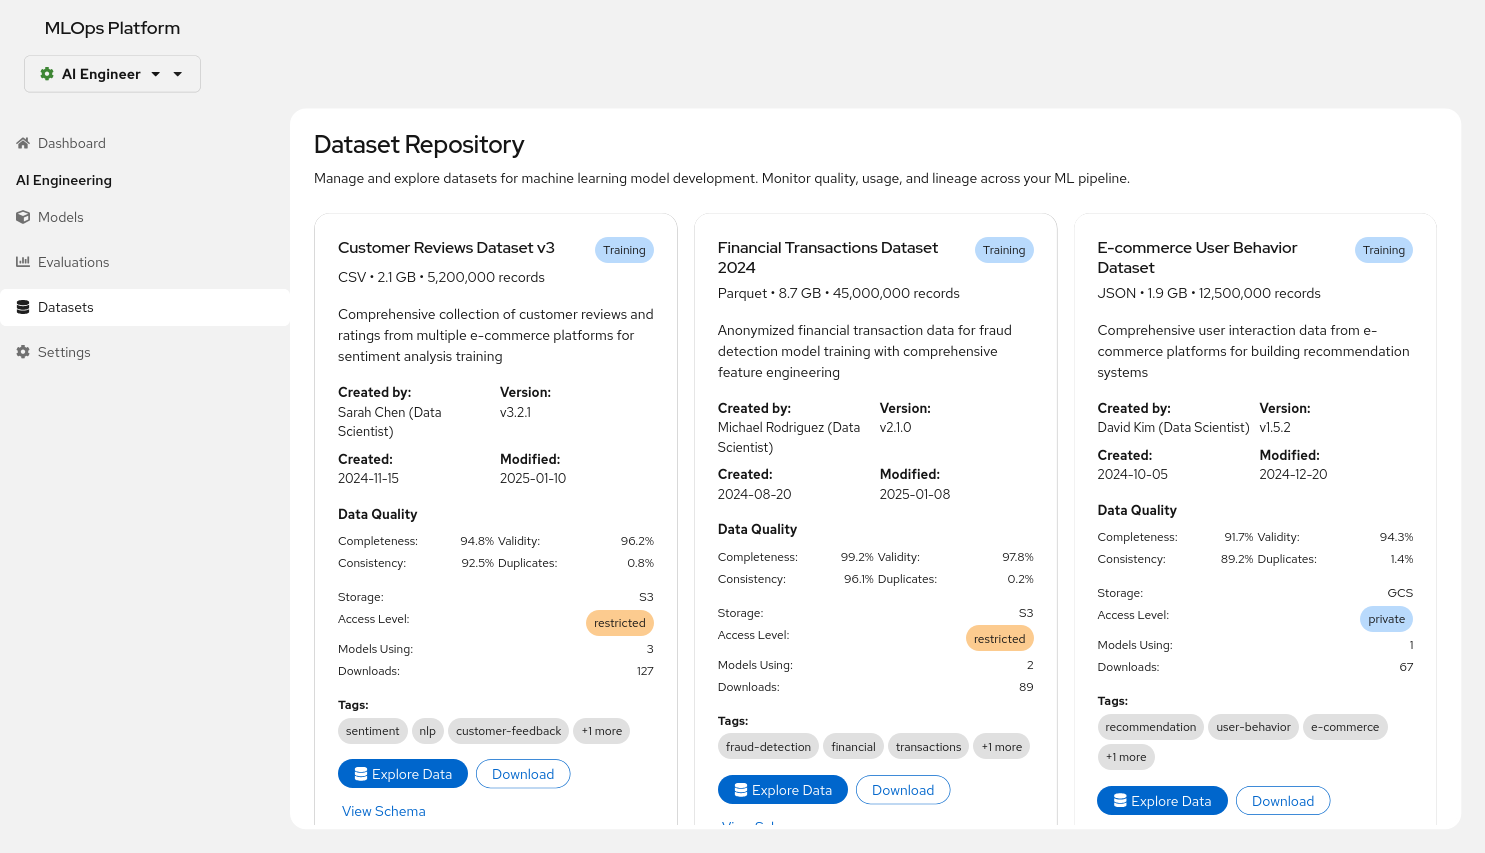 MLOps Platform
AI Engineer
Dashboard
AI Engineering
Models
Evaluations
Datasets
Settings
Dataset Repository
Manage and explore datasets for machine learning model development. Monitor quality, usage, and lineage across your ML pipeline.
Customer Reviews Dataset v3
Training
CSV • 2.1 GB • 5,200,000 records
Comprehensive collection of customer reviews and
ratings from multiple e-commerce platforms for
sentiment analysis training
Created by: Version:
Sarah Chen (Data v3.2.1
Scientist)
Created: Modified:
2024-11-15 2025-01-10
Data Quality
Completeness: 94.8% Validity: 96.2%
Consistency: 92.5% Duplicates: 0.8%
Storage: S3
Access Level: restricted
Models Using: 3
Downloads: 127
Tags:
sentiment nlp customer-feedback +1 more
Explore Data Download
View Schema
Financial Transactions Dataset
2024
Training
Parquet • 8.7 GB • 45,000,000 records
Anonymized financial transaction data for fraud
detection model training with comprehensive
feature engineering
Created by: Version:
Michael Rodriguez (Data v2.1.0
Scientist)
Created: Modified:
2024-08-20 2025-01-08
Data Quality
Completeness: 99.2% Validity: 97.8%
Consistency: 96.1% Duplicates: 0.2%
Storage: S3
Access Level: restricted
Models Using: 2
Downloads: 89
Tags:
fraud-detection financial transactions +1 more
Explore Data Download
E-commerce User Behavior
Dataset
Training
JSON • 1.9 GB • 12,500,000 records
Comprehensive user interaction data from e-
commerce platforms for building recommendation
systems
Created by: Version:
David Kim (Data Scientist) v1.5.2
Created: Modified:
2024-10-05 2024-12-20
Data Quality
Completeness: 91.7% Validity: 94.3%
Consistency: 89.2% Duplicates: 1.4%
Storage: GCS
Access Level: private
Models Using: 1
Downloads: 67
Tags:
recommendation user-behavior e-commerce
+1 more
Explore Data Download